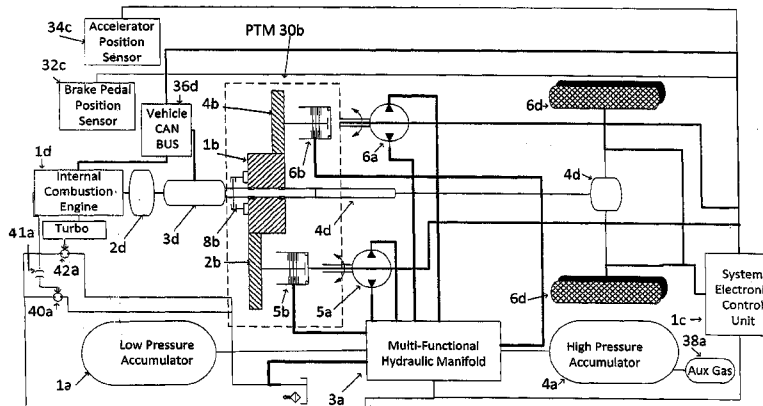 34c
Accelerator
Position
Sensor
PTM 30b
32c
Brake Pedal
Position
Sensor
36d
Vehicle
CAN
BUS
4b
6b
6a
6d
1b
1d
Internal
Combustion
Engine
4d
Turbo
2d
3d
8b
4d
41a
42a
2b
40a
5b
5a
6d
System
Electronic
Control
Unit
1c
Low Pressure
Accumulator
Multi-Functional
Hydraulic Manifold
High Pressure
Accumulator
38a
Aux Gas
1a
3a
4a